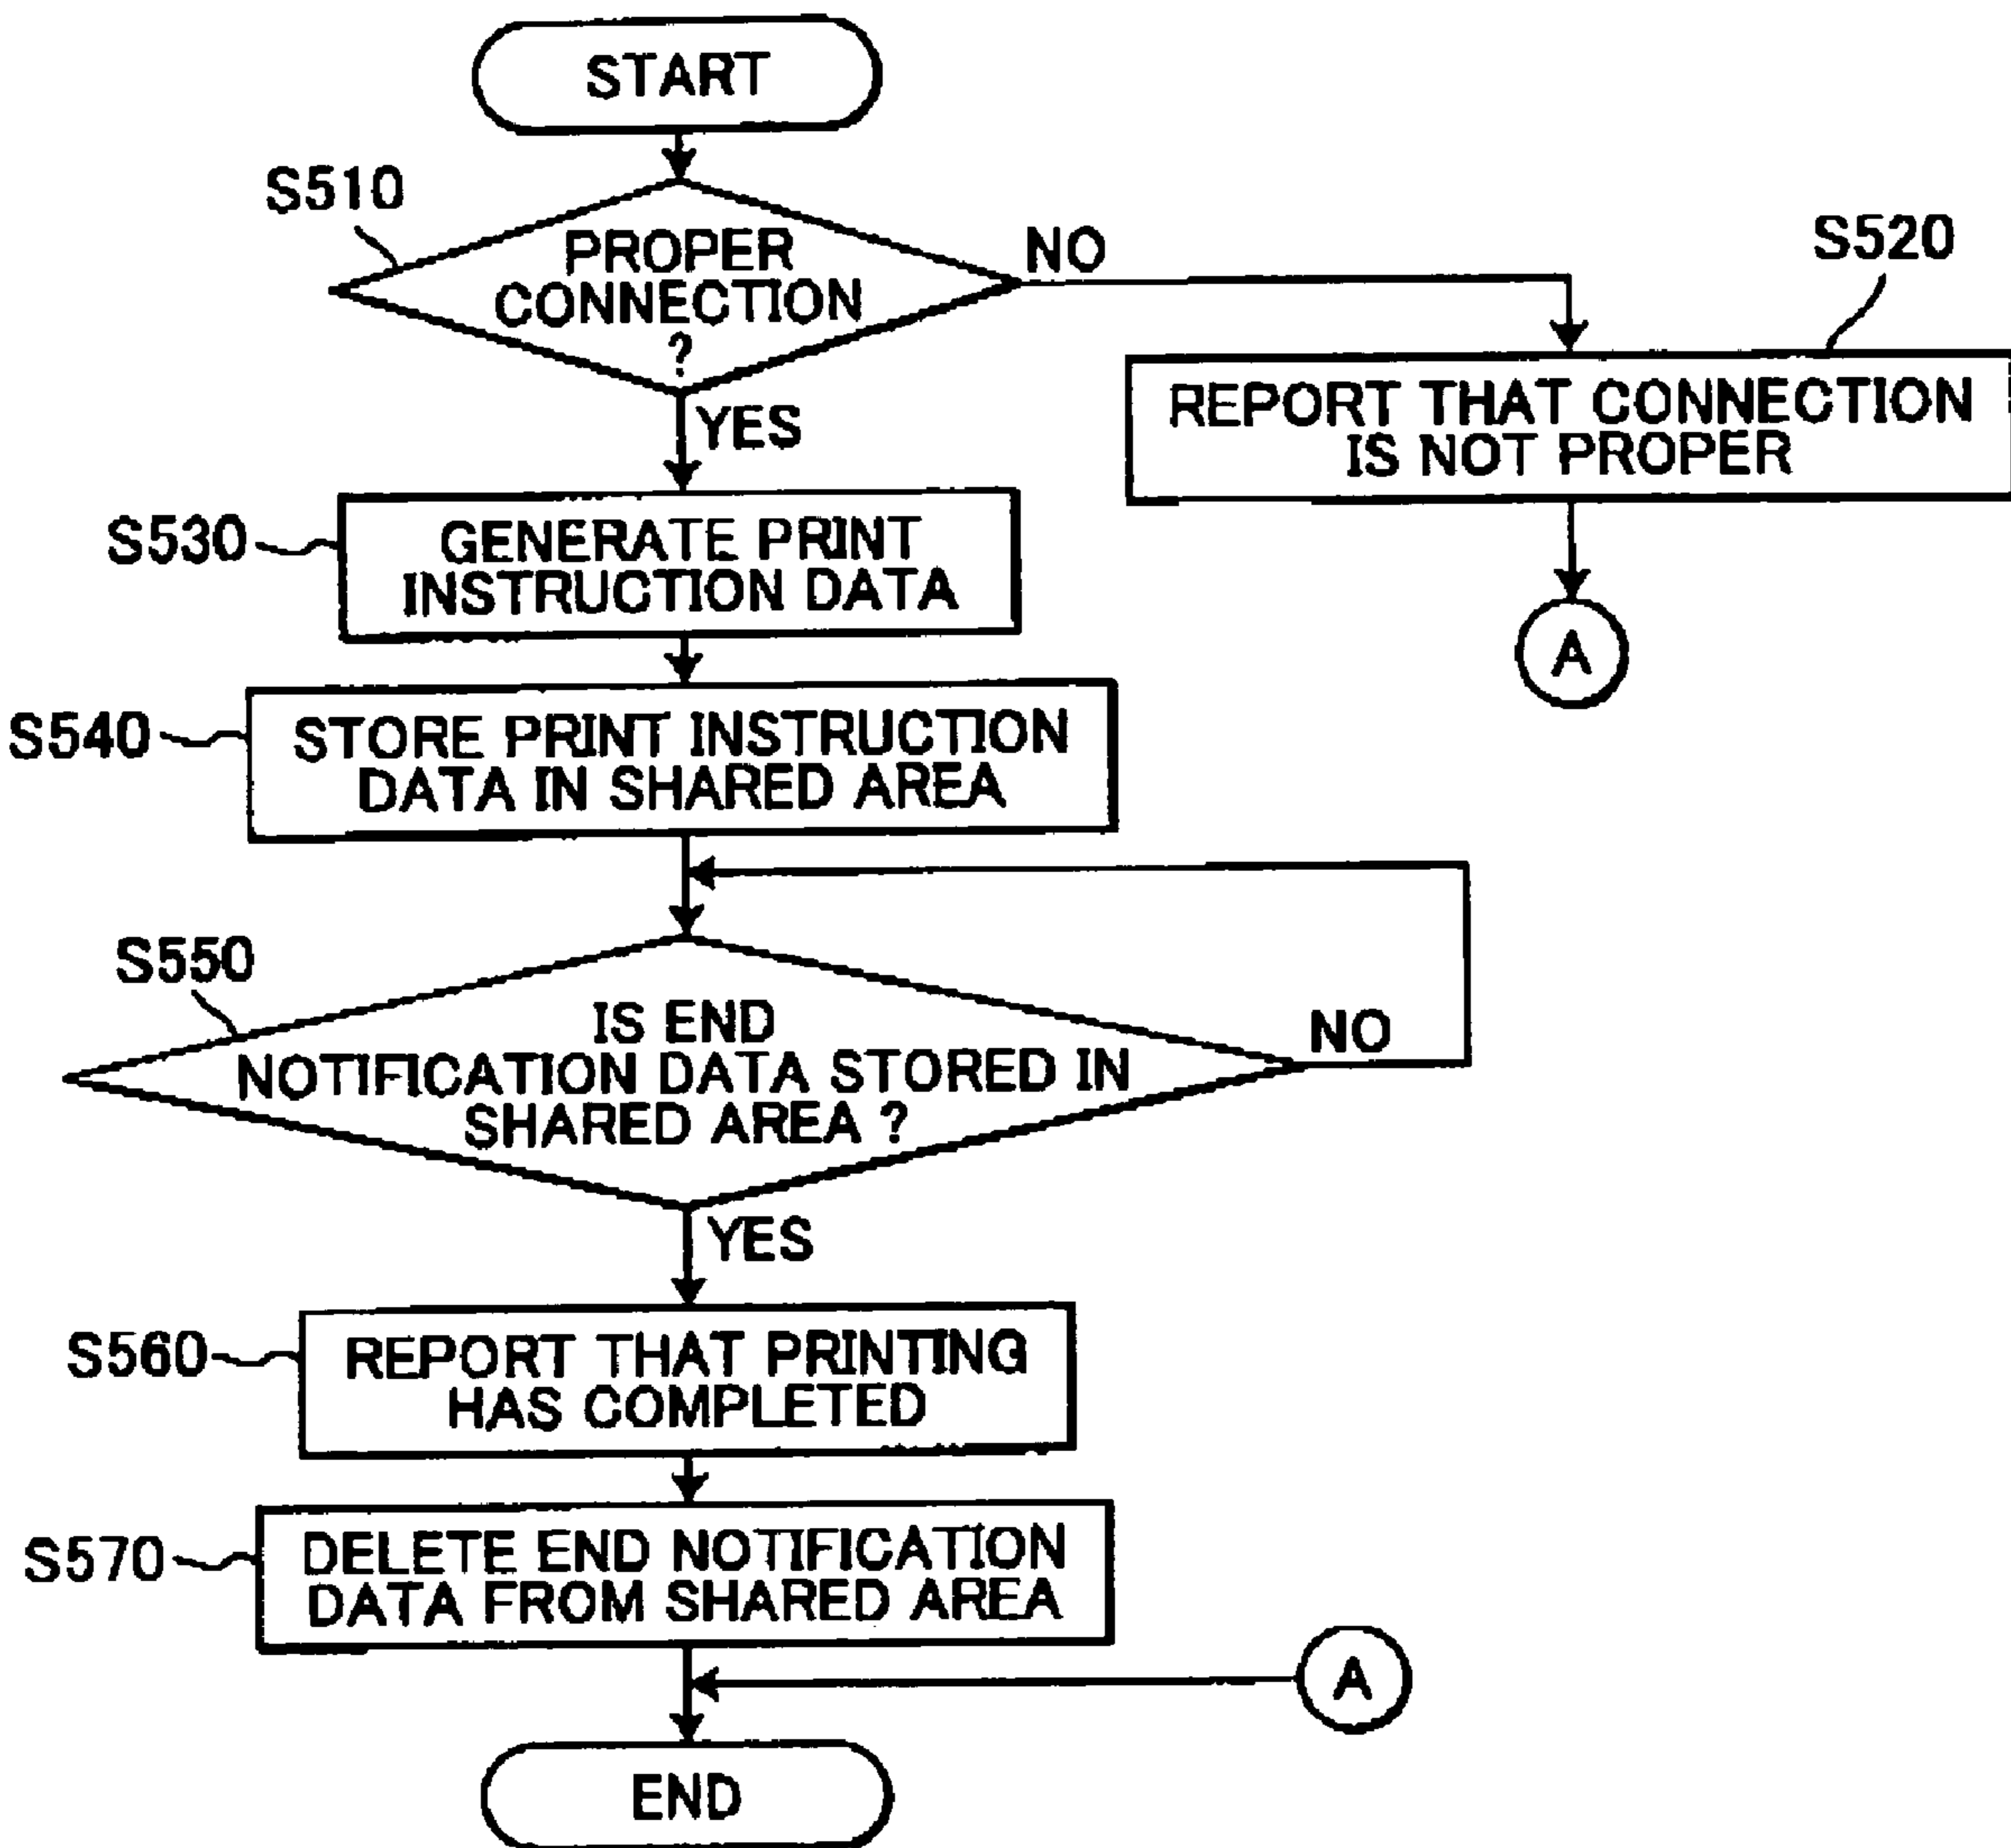 START
S510
PROPER
CONNECTION
?
NO
S520
REPORT THAT CONNECTION
IS NOT PROPER
YES
S530
GENERATE PRINT
INSTRUCTION DATA
A
S540
STORE PRINT INSTRUCTION
DATA IN SHARED AREA
S550
IS END
NOTIFICATION DATA STORED IN
SHARED AREA ?
NO
YES
S560
REPORT THAT PRINTING
HAS COMPLETED
S570
DELETE END NOTIFICATION
DATA FROM SHARED AREA
A
END